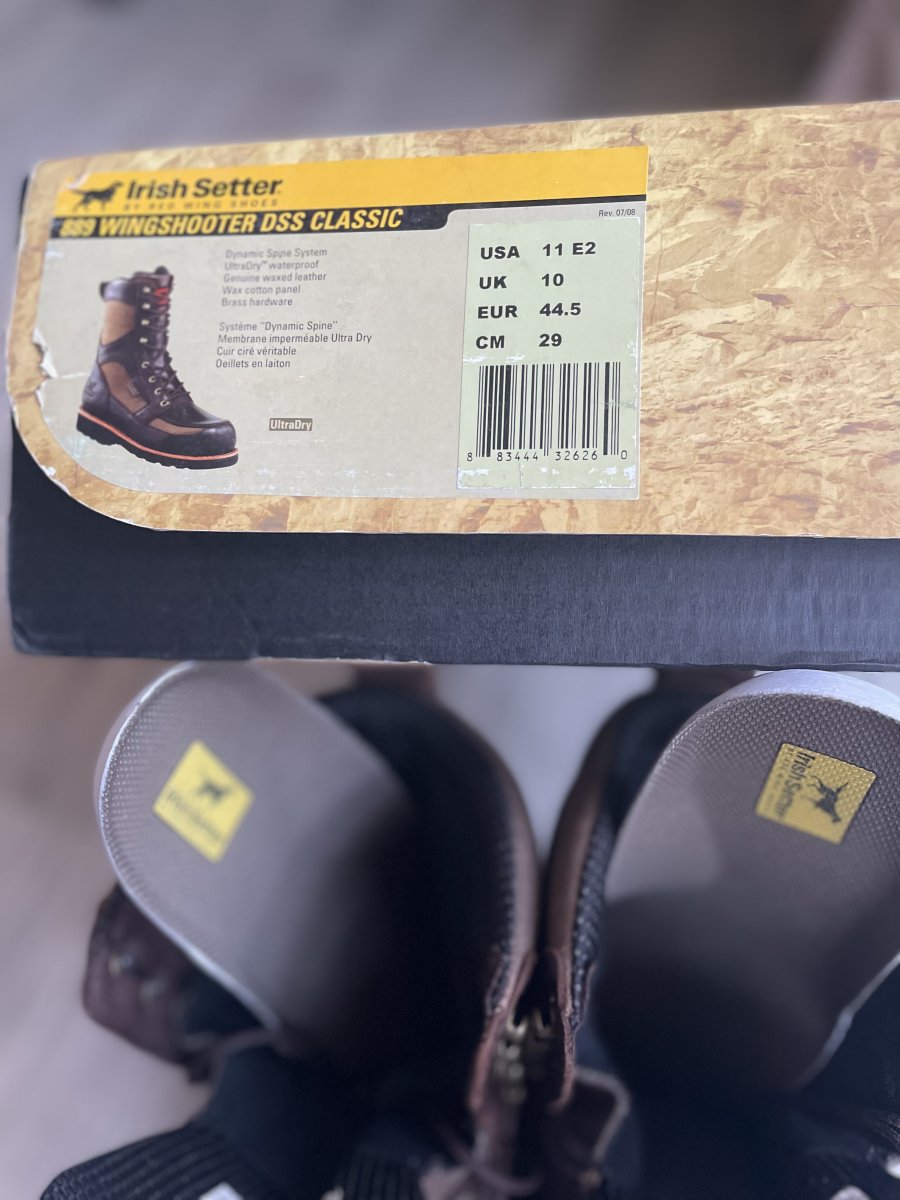 Irish Setter
BY RED WING SHOES
889 WINGSHOOTER DSS CLASSIC
Rev. 07/08
Dynamic Spine System
UltraDry™ waterproof
Genuine waxed leather
Wax cotton panel
Brass hardware
Système "Dynamic Spine"
Membrane imperméable Ultra Dry
Cuir ciré véritable
Oeillets en laiton
UltraDry
USA 11 E2
UK 10
EUR 44.5
CM 29
8 83444 32626 0
Irish Setter